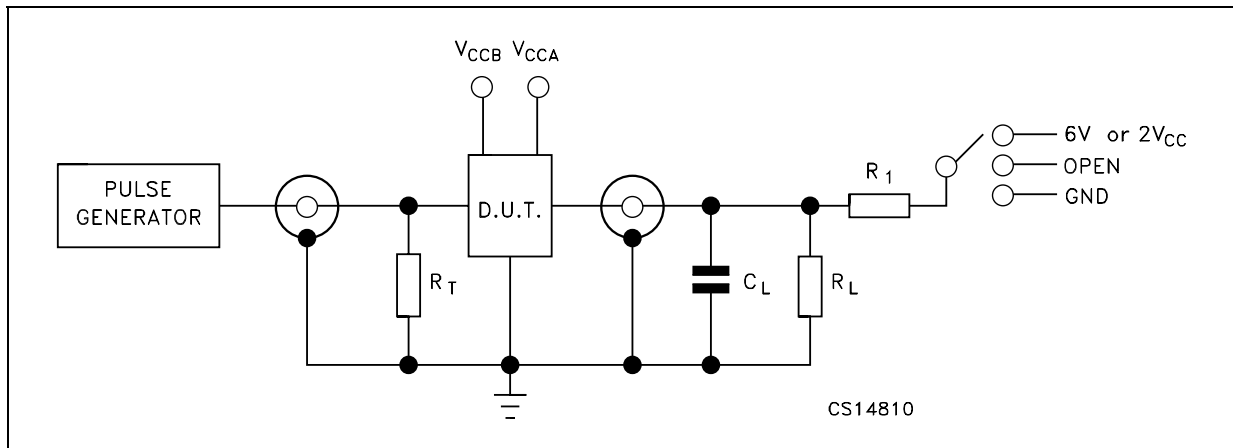 VCCB VCCA
6V or 2VCC
OPEN
GND
R1
PULSE
GENERATOR
D.U.T.
RT
CL
RL
CS14810